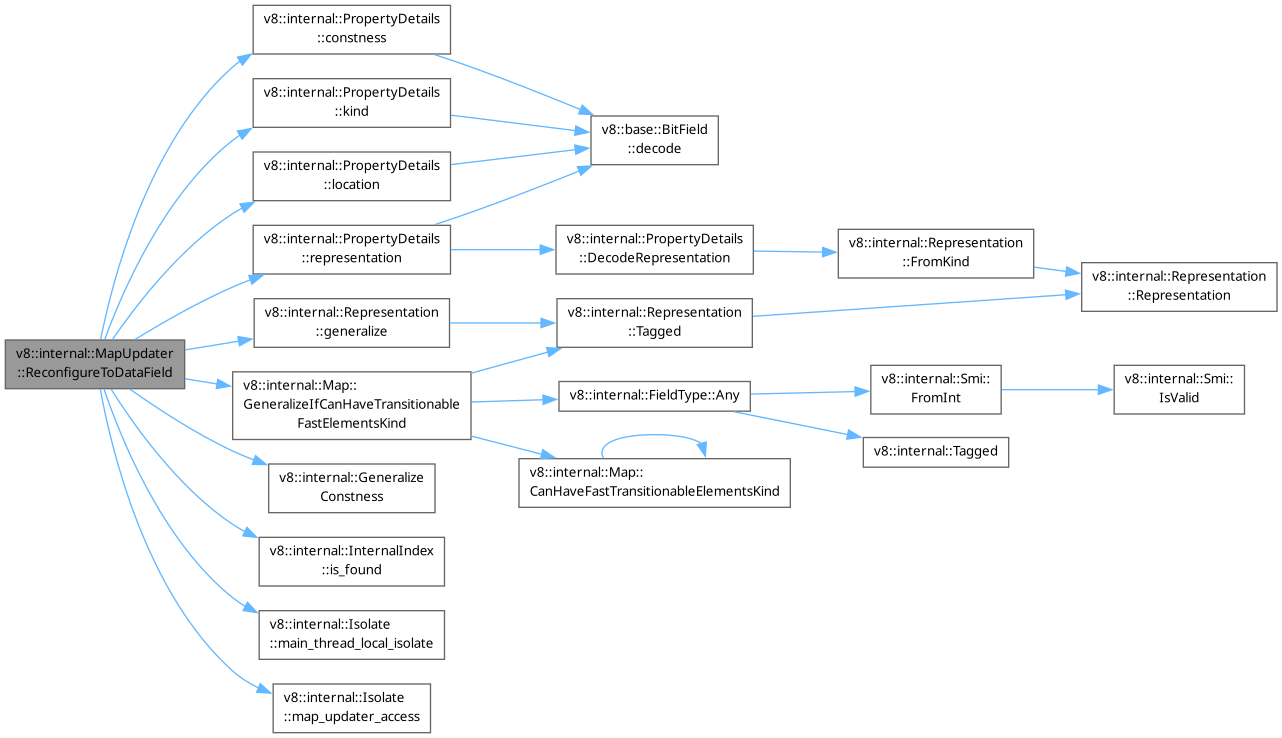 v8::internal::MapUpdater
::ReconfigureToDataField
v8::internal::PropertyDetails
::constness
v8::internal::PropertyDetails
::kind
v8::internal::PropertyDetails
::location
v8::internal::PropertyDetails
::representation
v8::internal::Representation
::generalize
v8::internal::Map::
GeneralizeIfCanHaveTransitionable
FastElementsKind
v8::internal::Generalize
Constness
v8::internal::InternalIndex
::is_found
v8::internal::Isolate
::main_thread_local_isolate
v8::internal::Isolate
::map_updater_access
v8::base::BitField
::decode
v8::internal::PropertyDetails
::DecodeRepresentation
v8::internal::Representation
::Tagged
v8::internal::FieldType::Any
v8::internal::Map::
CanHaveFastTransitionableElementsKind
v8::internal::Representation
::FromKind
v8::internal::Smi::
FromInt
v8::internal::Tagged
v8::internal::Representation
::Representation
v8::internal::Smi::
IsValid